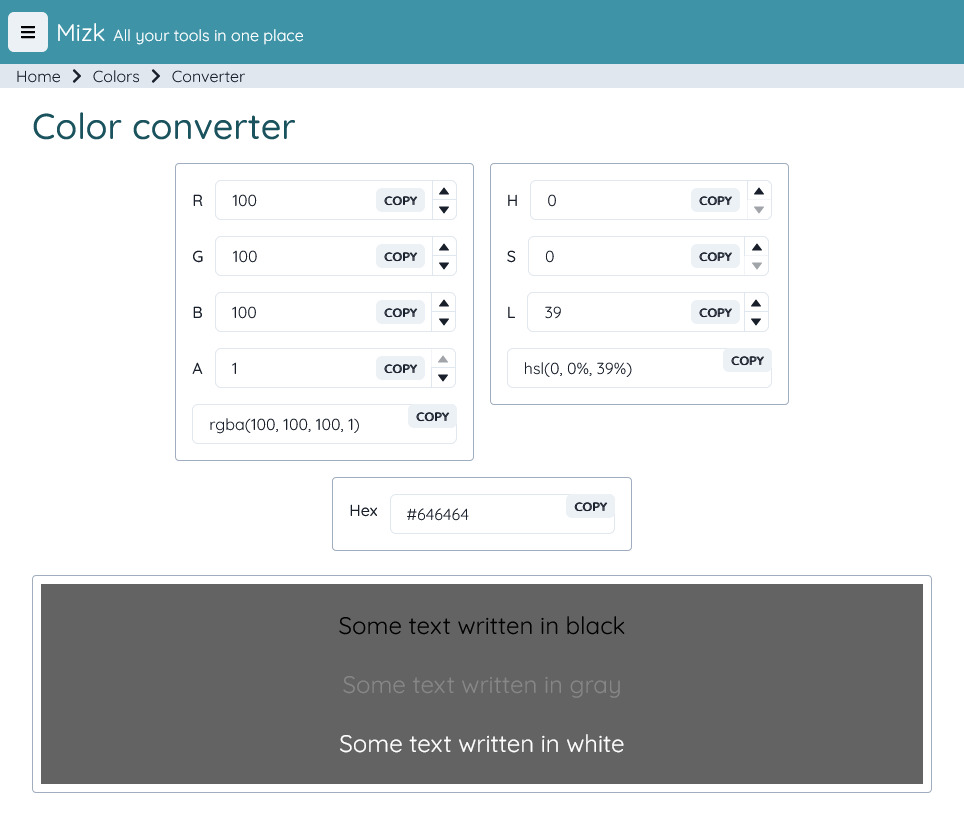 Mizk All your tools in one place
Home Colors Converter
Color converter
R 100 COPY
G 100 COPY
B 100 COPY
A 1 COPY
rgba(100, 100, 100, 1) COPY
H 0 COPY
S 0 COPY
L 39 COPY
hsl(0, 0%, 39%) COPY
Hex #646464 COPY
Some text written in black
Some text written in gray
Some text written in white